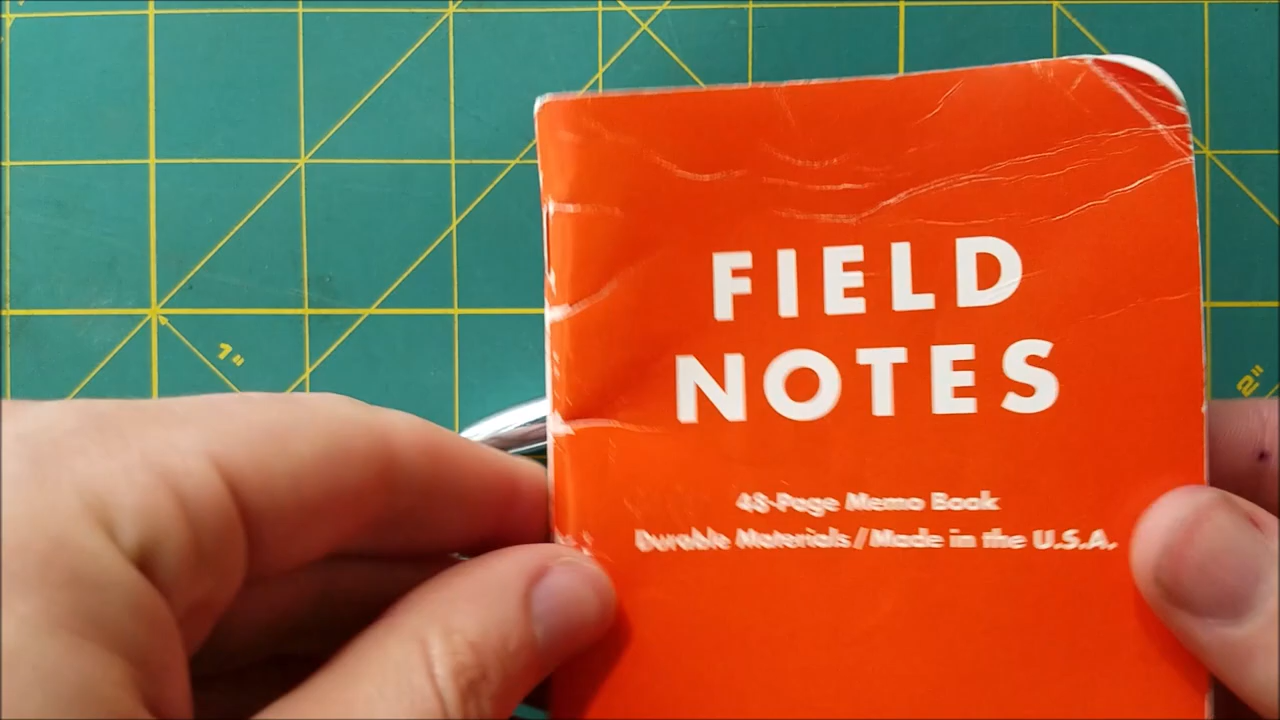 FIELD
NOTES
48-Page Memo Book
Durable Materials / Made in the U.S.A.
1"
2"